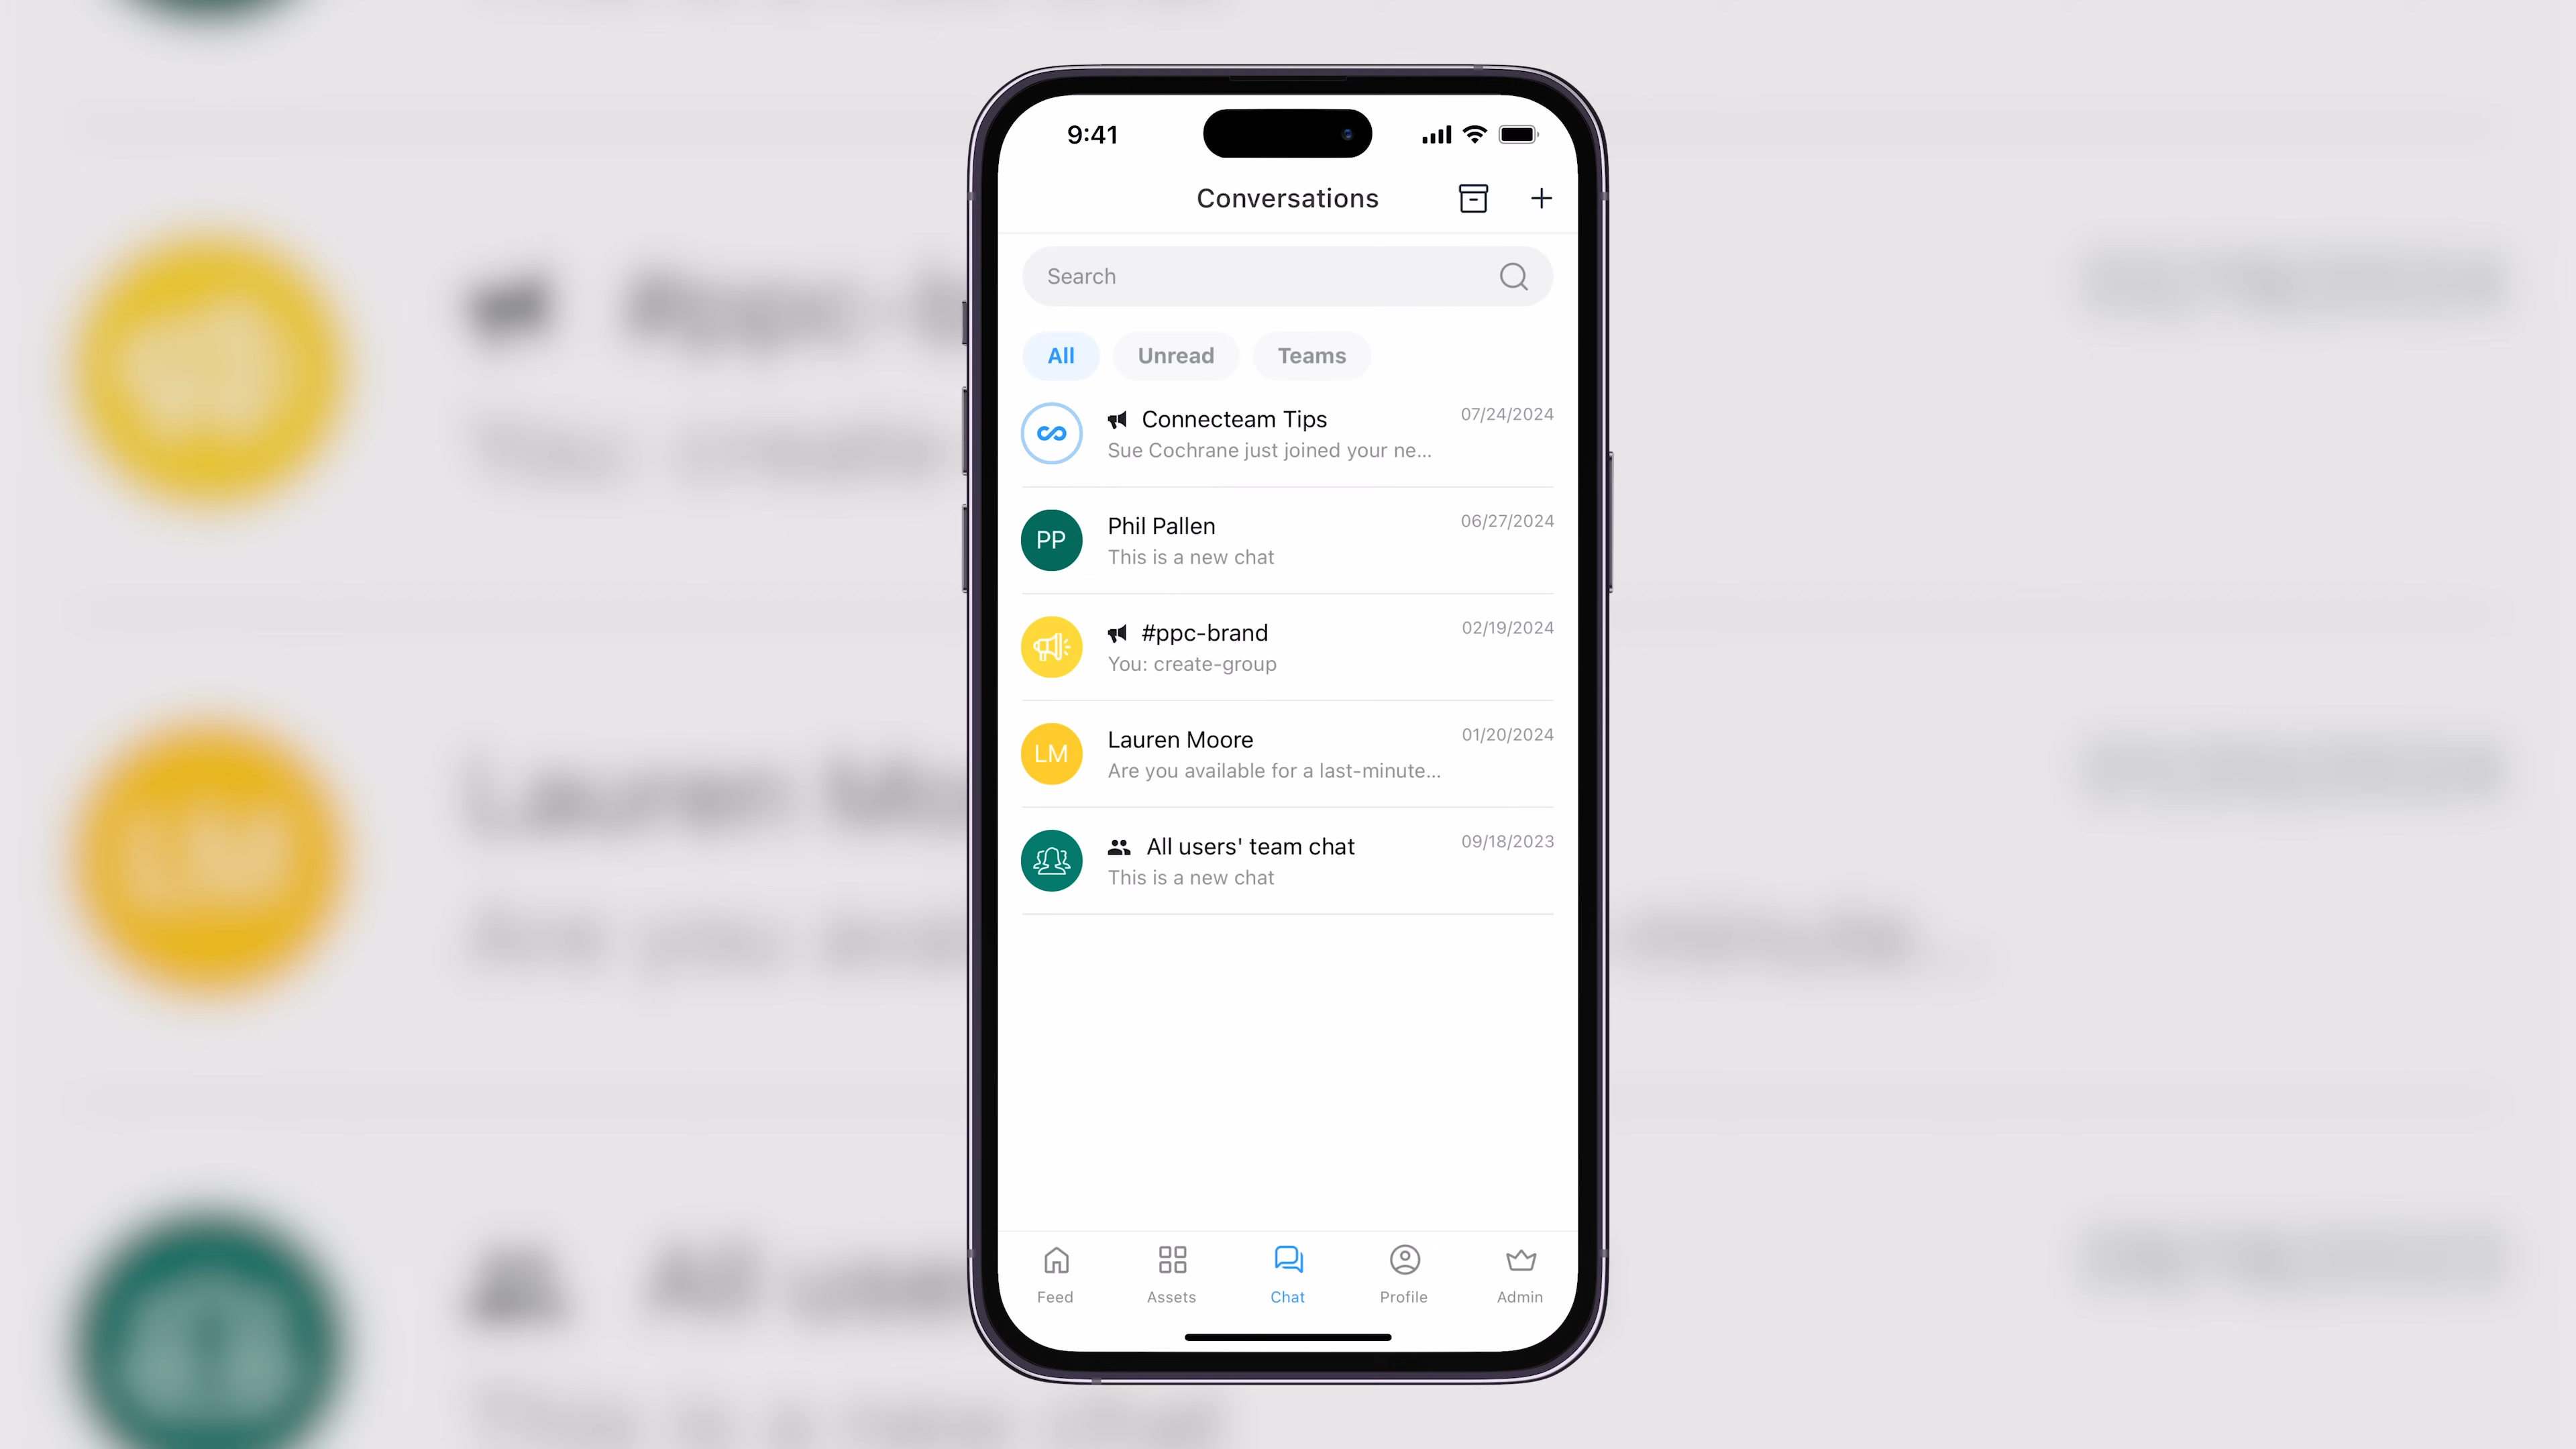 9:41
Conversations
Search
All
Unread
Teams
Connecteam Tips
07/24/2024
Sue Cochrane just joined your ne...
PP
Phil Pallen
06/27/2024
This is a new chat
#ppc-brand
02/19/2024
You: create-group
LM
Lauren Moore
01/20/2024
Are you available for a last-minute...
All users' team chat
09/18/2023
This is a new chat
Feed
Assets
Chat
Profile
Admin